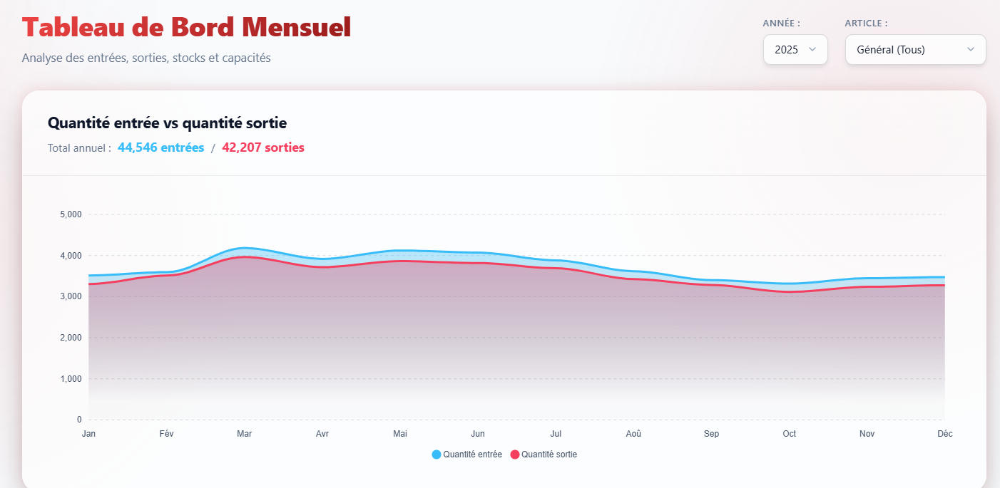 Tableau de Bord Mensuel
Analyse des entrées, sorties, stocks et capacités
ANNÉE :
2025
ARTICLE :
Général (Tous)
Quantité entrée vs quantité sortie
Total annuel : 44,546 entrées / 42,207 sorties
5,000
4,000
3,000
2,000
1,000
0
Jan Fév Mar Avr Mai Jun Jul Aoû Sep Oct Nov Déc
Quantité entrée Quantité sortie